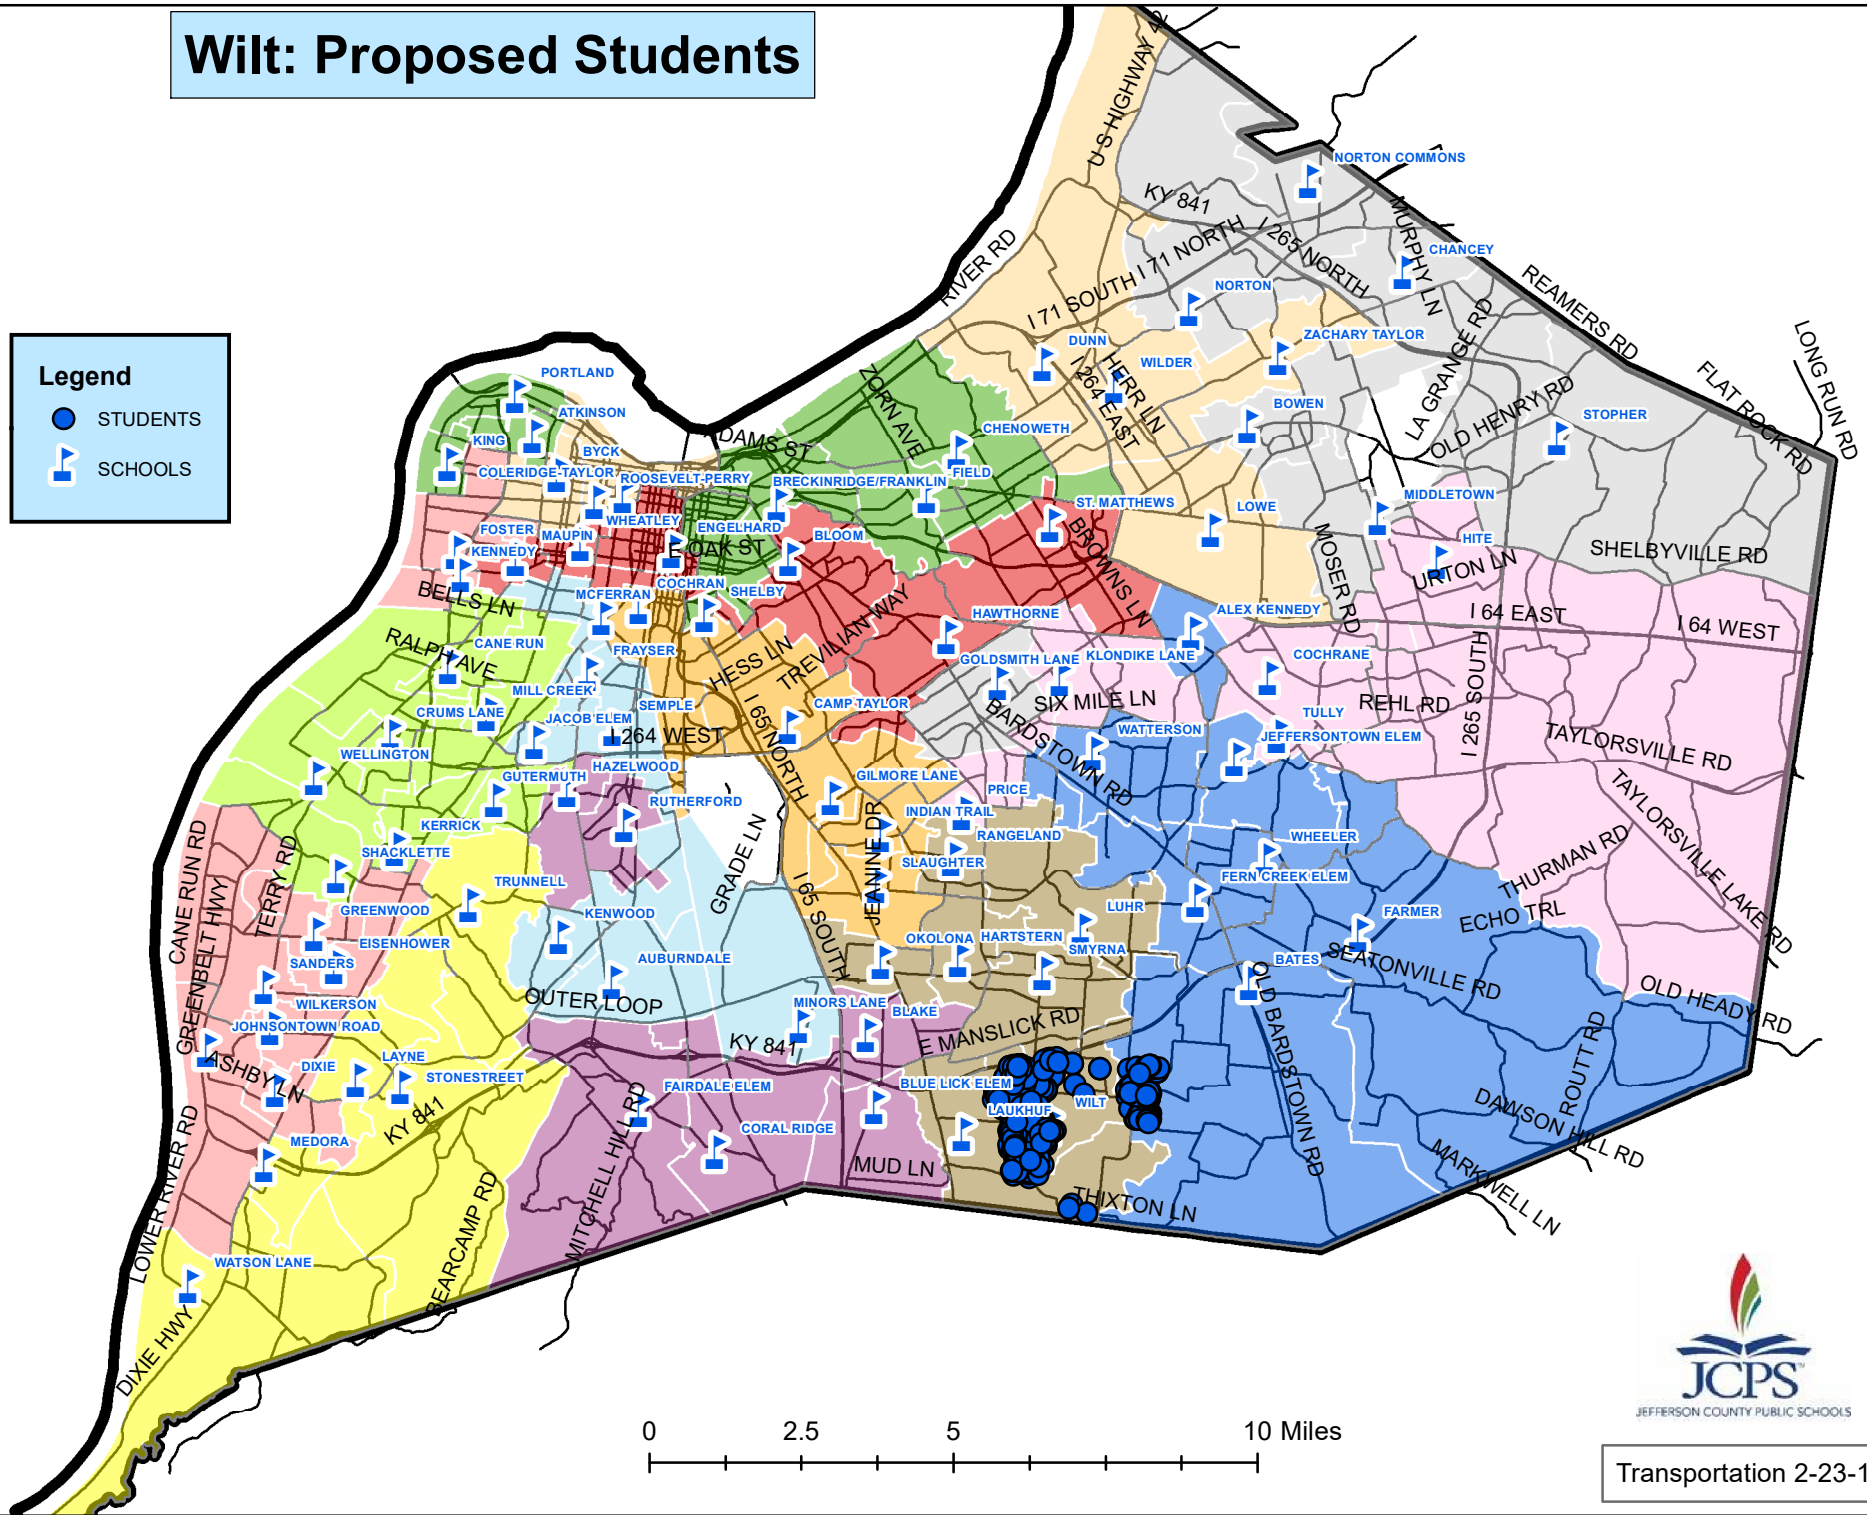 Wilt: Proposed Students
U S HIGHWAY 42
NORTON COMMONS
KY 841
MURPHY LN
I 265 NORTH
I 71 NORTH
CHANCEY
RIVER RD
REAMERS RD
NORTON
I 71 SOUTH
LONG RUN RD
ZACHARY TAYLOR
DUNN
WILDER
HERR LN
I 264 EAST
LA GRANGE RD
FLAT ROCK RD
Legend
STUDENTS
SCHOOLS
PORTLAND
ZORN AVE
OLD HENRY RD
BOWEN
STOPHER
ATKINSON
KING
ADAMS ST
CHENOWETH
BYCK
COLERIDGE-TAYLOR
ROOSEVELT-PERRY
BRECKINRIDGE/FRANKLIN
FIELD
MIDDLETOWN
ST. MATTHEWS
LOWE
WHEATLEY
ENGELHARD
FOSTER
MAUPIN
BLOOM
BROWNS LN
MOSER RD
HITE
KENNEDY
E OAK ST
SHELBYVILLE RD
URTON LN
BELLS LN
COCHRAN
SHELBY
MCFERRAN
HAWTHORNE
ALEX KENNEDY
I 64 EAST
I 64 WEST
RALPH AVE
CANE RUN
FRAYSER
HESS LN
TREVILIAN WAY
GOLDSMITH LANE
KLONDIKE LANE
COCHRANE
MILL CREEK
SEMPLE
I 65 NORTH
CAMP TAYLOR
SIX MILE LN
REHL RD
I 265 SOUTH
CRUMS LANE
JACOB ELEM
BARDSTOWN RD
TULLY
WATTERSON
I 264 WEST
JEFFERSONTOWN ELEM
TAYLORSVILLE RD
WELLINGTON
HAZELWOOD
GUTERMUTH
GILMORE LANE
PRICE
RUTHERFORD
INDIAN TRAIL
TAYLORSVILLE LAKE RD
KERRICK
RANGELAND
WHEELER
CANE RUN RD
SHACKLETTE
GRADE LN
JEANINE DR
SLAUGHTER
THURMAN RD
TERRY RD
TRUNNELL
FERN CREEK ELEM
GREENBELT HWY
GREENWOOD
KENWOOD
I 65 SOUTH
LUHR
FARMER
ECHO TRL
EISENHOWER
OKOLONA
HARTSTERN
SMYRNA
SANDERS
AUBURNDALE
BATES
SEATONVILLE RD
OUTER LOOP
WILKERSON
MINORS LANE
BLAKE
OLD HEADY RD
JOHNSONTOWN ROAD
E MANSLICK RD
KY 841
OLD BARDSTOWN RD
ROUTT RD
ASHBY LN
DIXIE
LAYNE
STONESTREET
FAIRDALE ELEM
BLUE LICK ELEM
WILT
LAUKHUF
DAWSON HILL RD
KY 841
CORAL RIDGE
MEDORA
LOWER RIVER RD
MITCHELL HILL RD
MUD LN
MARKWELL LN
THIXTON LN
BEARCAMP RD
WATSON LANE
DIXIE HWY
JCPS
JEFFERSON COUNTY PUBLIC SCHOOLS
0 2.5 5 10 Miles
Transportation 2-23-1